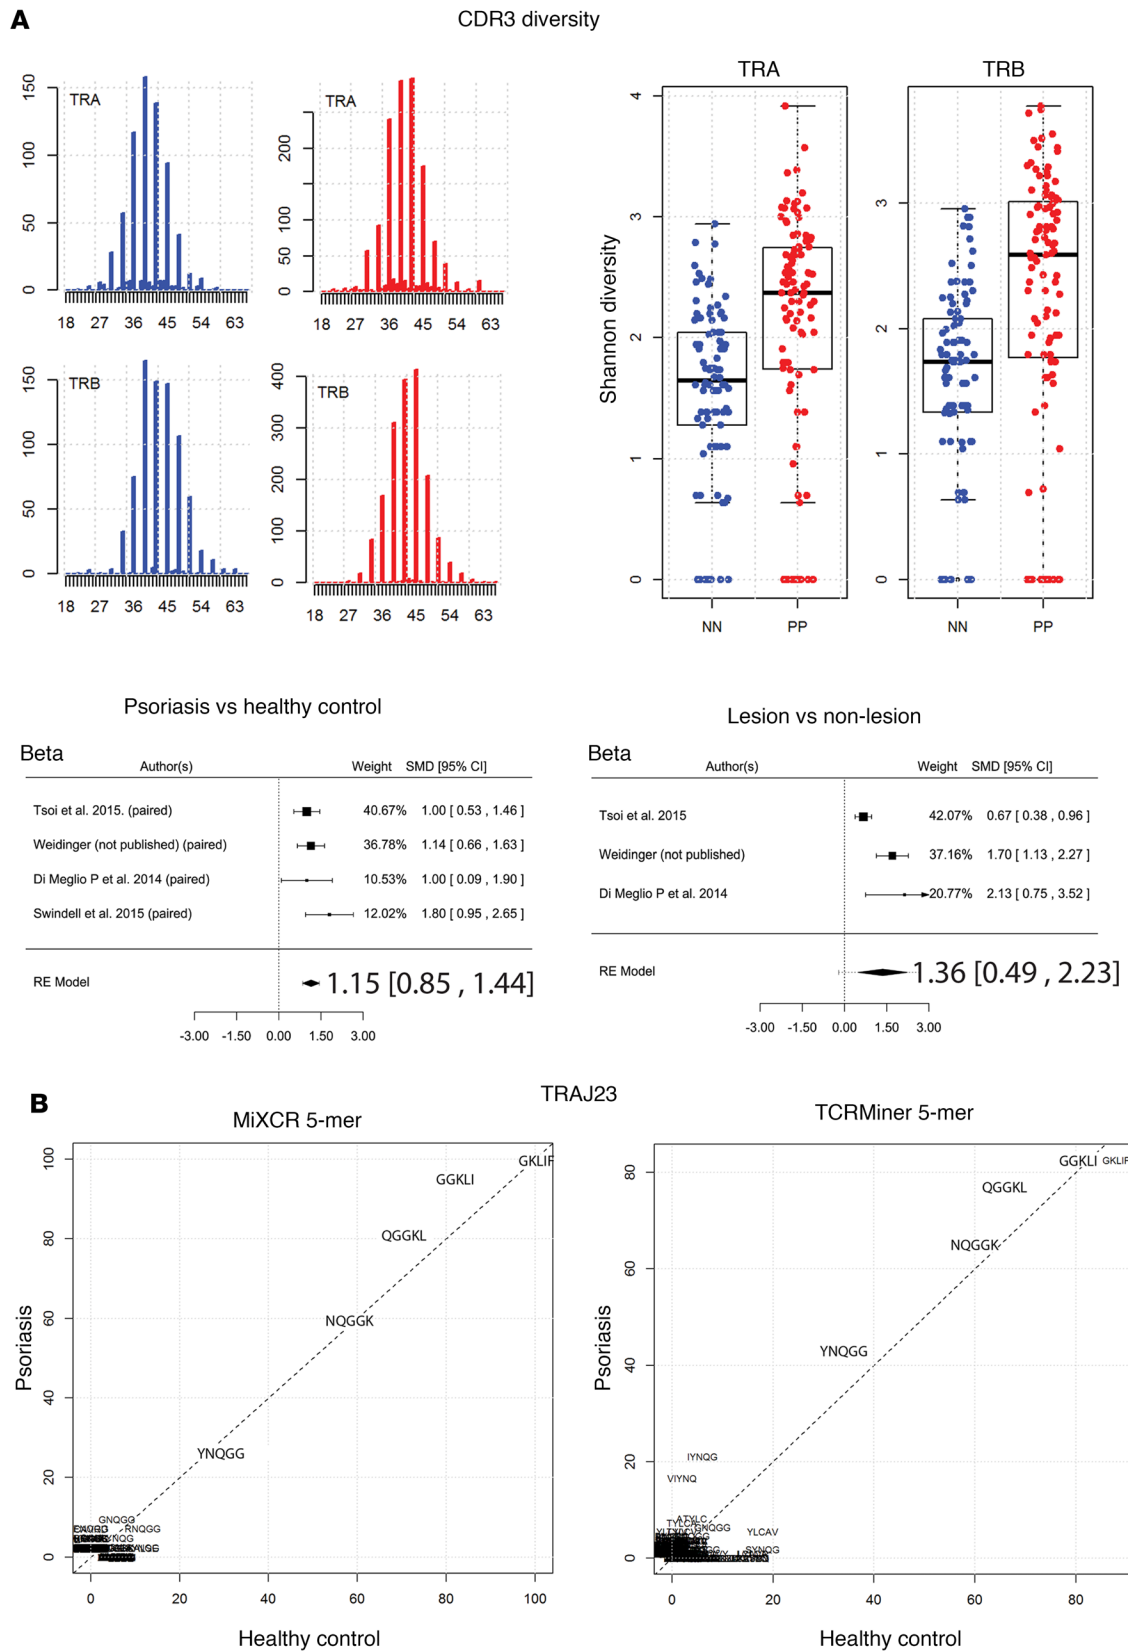 A
CDR3 diversity
TRA
150
100
50
0
18 27 36 45 54 63
TRA
200
100
50
0
18 27 36 45 54 63
TRB
150
100
50
0
18 27 36 45 54 63
TRB
400
300
200
100
0
18 27 36 45 54 63
TRA
TRB
Shannon diversity
4
3
2
1
0
NN PP
3
2
1
0
NN PP
Psoriasis vs healthy control
Beta
Author(s) Weight SMD [95% CI]
Tsoi et al. 2015. (paired) 40.67% 1.00 [ 0.53 , 1.46 ]
Weidinger (not published) (paired) 36.78% 1.14 [ 0.66 , 1.63 ]
Di Meglio P et al. 2014 (paired) 10.53% 1.00 [ 0.09 , 1.90 ]
Swindell et al. 2015 (paired) 12.02% 1.80 [ 0.95 , 2.65 ]
RE Model 1.15 [0.85 , 1.44]
-3.00 -1.50 0.00 1.50 3.00
Lesion vs non-lesion
Beta
Author(s) Weight SMD [95% CI]
Tsoi et al. 2015 42.07% 0.67 [ 0.38 , 0.96 ]
Weidinger (not published) 37.16% 1.70 [ 1.13 , 2.27 ]
Di Meglio P et al. 2014 20.77% 2.13 [ 0.75 , 3.52 ]
RE Model 1.36 [0.49 , 2.23]
-3.00 -1.50 0.00 1.50 3.00
B
TRAJ23
MiXCR 5-mer
Psoriasis
100
80
60
40
20
0
GKLIF
GGKLI
QGGKL
NQGGK
YNQGG
GNQGG
RNQGG
0 20 40 60 80 100
Healthy control
TCRMiner 5-mer
Psoriasis
80
60
40
20
0
GGKLI GKLIF
QGGKL
NQGGK
YNQGG
IYNQG
VIYNQ
ATYLC
TYLCA
GNQGG
YLCAV
SYNQG
0 20 40 60 80
Healthy control